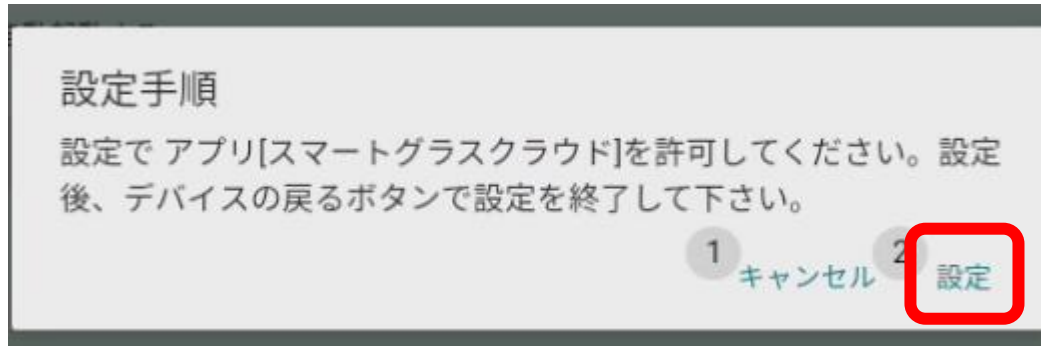 設定手順
設定で アプリ[スマートグラスクラウド]を許可してください。設定
後、デバイスの戻るボタンで設定を終了して下さい。
1 キャンセル 2 設定